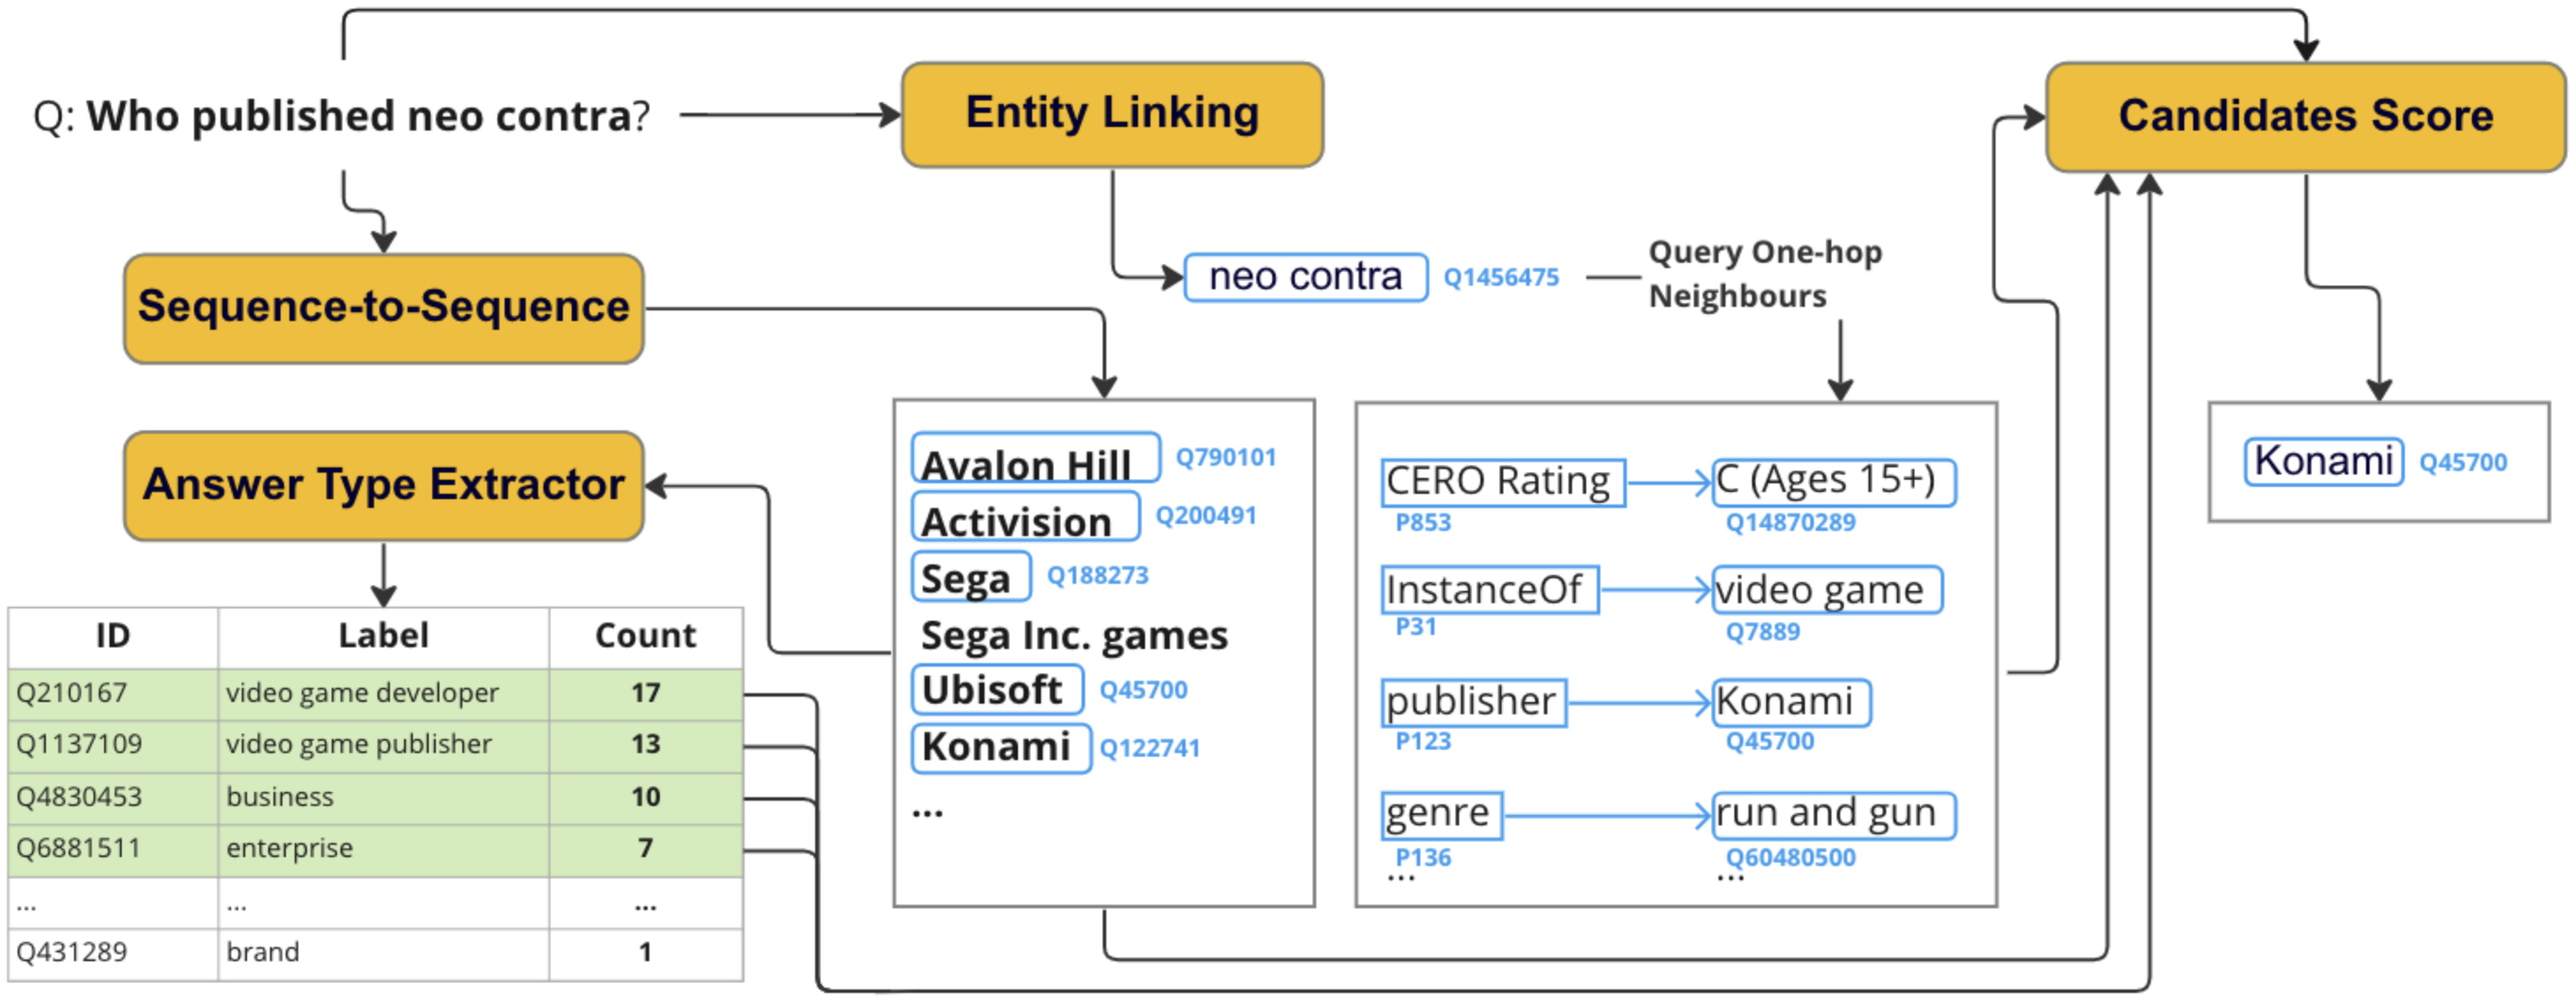 Q: Who published neo contra?
Entity Linking
Candidates Score
Sequence-to-Sequence
neo contra Q1456475
Query One-hop
Neighbours
Answer Type Extractor
ID Label Count
Q210167 video game developer 17
Q1137109 video game publisher 13
Q4830453 business 10
Q6881511 enterprise 7
... ... ...
Q431289 brand 1
Avalon Hill Q790101
Activision Q200491
Sega Q188273
Sega Inc. games
Ubisoft Q45700
Konami Q122741
...
CERO Rating C (Ages 15+)
P853 Q14870289
InstanceOf video game
P31 Q7889
publisher Konami
P123 Q45700
genre run and gun
P136 Q60480500
... ...
Konami Q45700